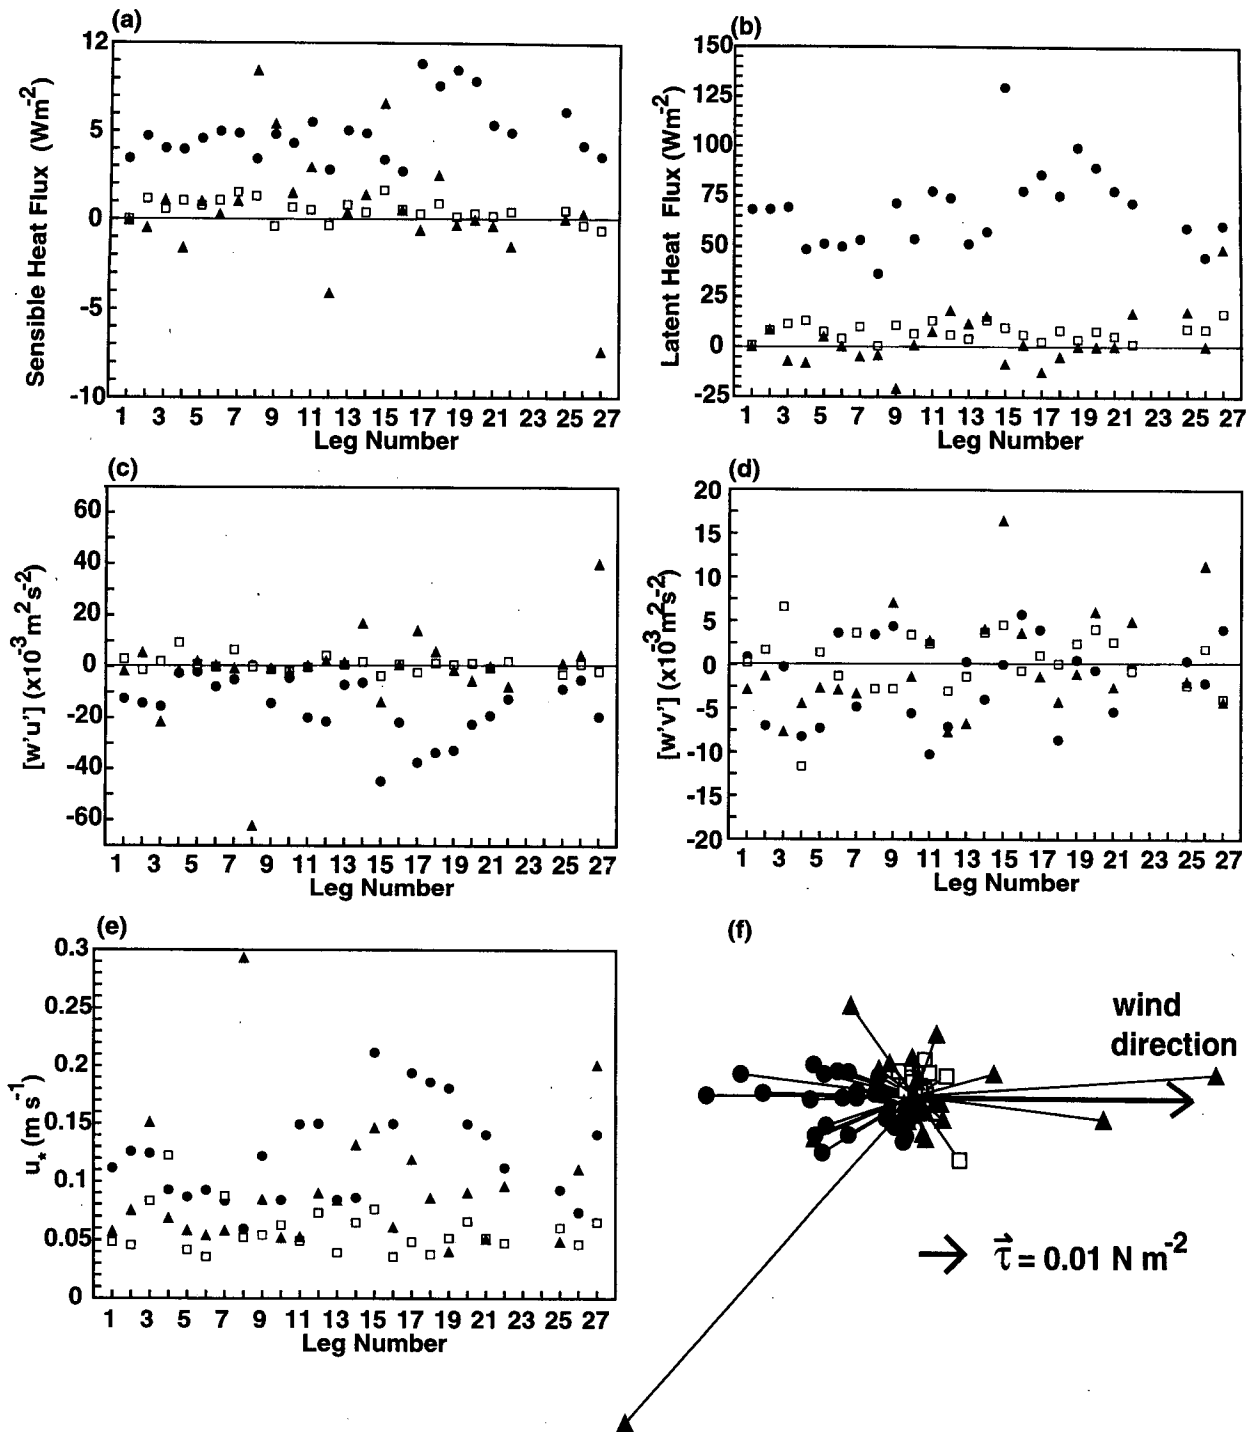 (a)
12
5
0
-5
-10
Sensible Heat Flux (Wm⁻²)
1 3 5 7 9 11 13 15 17 19 21 23 25 27
Leg Number
(b)
150
125
100
75
50
25
0
-25
Latent Heat Flux (Wm⁻²)
1 3 5 7 9 11 13 15 17 19 21 23 25 27
Leg Number
(c)
60
40
20
0
-20
-40
-60
[w'u'] (x10⁻³ m² s⁻²)
1 3 5 7 9 11 13 15 17 19 21 23 25 27
Leg Number
(d)
20
15
10
5
0
-5
-10
-15
-20
[w'v'] (x10⁻³ m² s⁻²)
1 3 5 7 9 11 13 15 17 19 21 23 25 27
Leg Number
(e)
0.3
0.25
0.2
0.15
0.1
0.05
0
u* (m s⁻¹)
1 3 5 7 9 11 13 15 17 19 21 23 25 27
Leg Number
(f)
wind
direction
τ⃗ = 0.01 N m⁻²